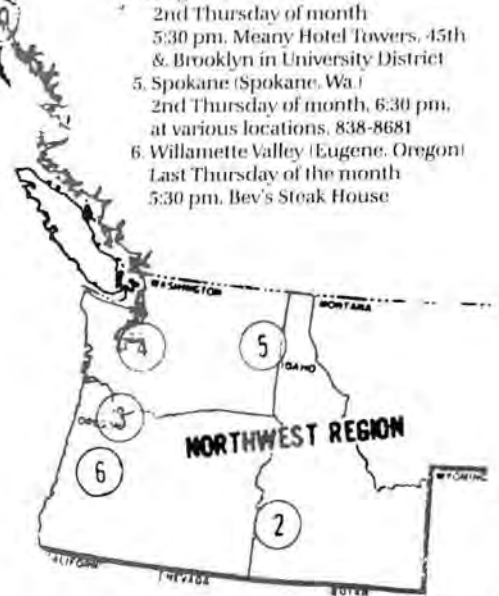 2nd Thursday of month
5:30 pm, Meany Hotel Towers, 45th
& Brooklyn in University District
5. Spokane (Spokane, Wa.)
2nd Thursday of month, 6:30 pm,
at various locations, 838-8681
6. Willamette Valley (Eugene, Oregon)
Last Thursday of the month
5:30 pm, Bev's Steak House
WASHINGTON
MONTANA
4
5
IDAHO
3
NORTHWEST REGION
6
WYOMING
2
NEVADA